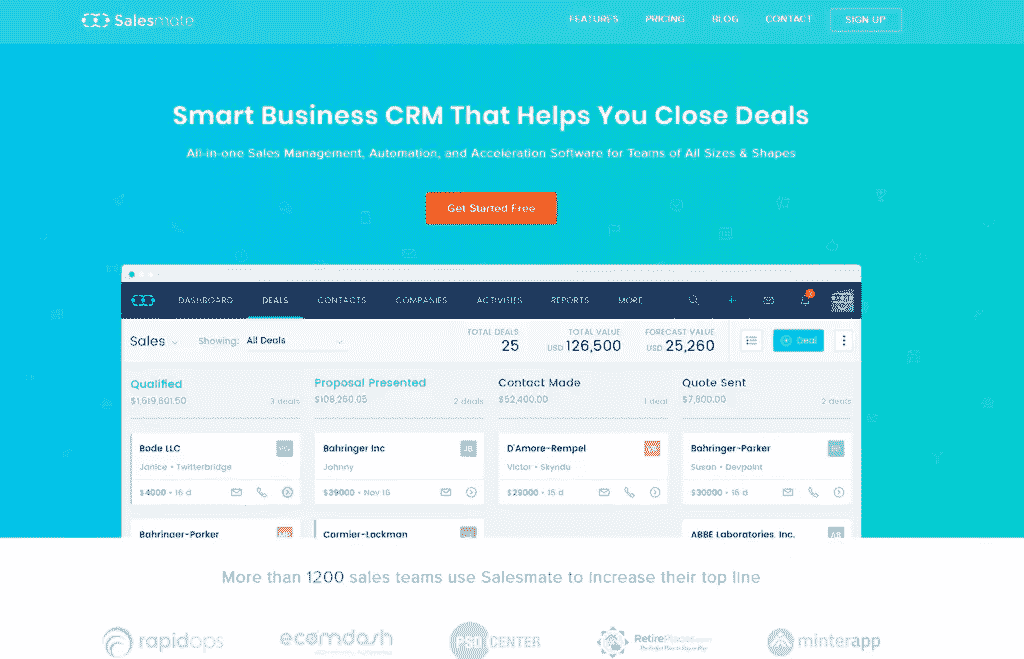 Salesmate
FEATURES PRICING BLOG CONTACT SIGN UP
Smart Business CRM That Helps You Close Deals
All-in-one Sales Management, Automation, and Acceleration Software for Teams of All Sizes & Shapes
Get Started Free
DASHBOARD DEALS CONTACTS COMPANIES ACTIVITIES REPORTS MORE
Sales Showing: All Deals
TOTAL DEALS
25
TOTAL VALUE
USD 126,500
FORECAST VALUE
USD 25,260
Deal
Qualified
$1,619,601.50 3 deals
Proposal Presented
$108,260.05 2 deals
Contact Made
$52,400.00 1 deal
Quote Sent
$7,800.00 2 deals
Bode LLC
Janice • Twitterbridge
$4000 • 16 d
Bahringer Inc JB
Johnny
$39000 • Nov 16
D'Amore-Rempel
Victor • Skyndu
$29000 • 15 d
Bahringer-Parker
Susan • Devpoint
$30000 • 16 d
Bahringer-Parker
Cormier-Lockman
ABBE Laboratories, Inc. AB
More than 1200 sales teams use Salesmate to increase their top line
rapidops
ecomdash
PSD CENTER
minterapp